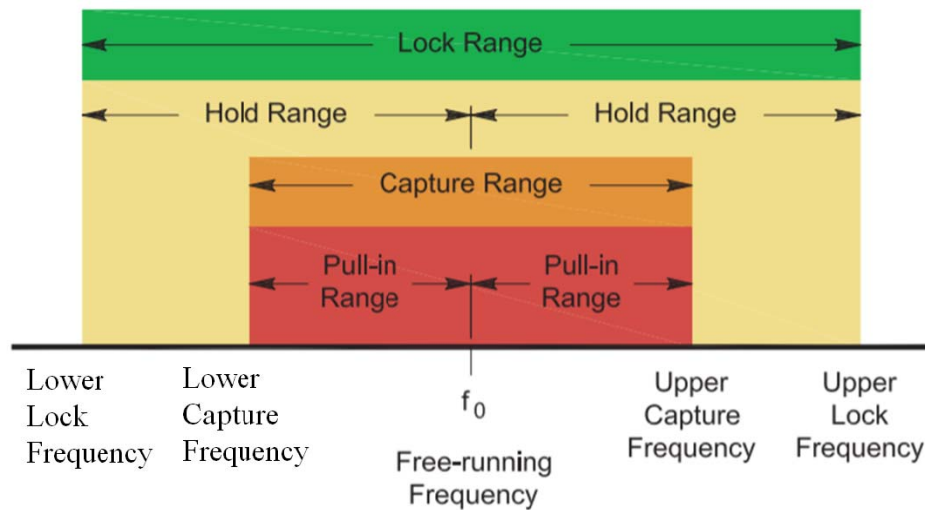 Lock Range
Hold Range
Hold Range
Capture Range
Pull-in
Range
Pull-in
Range
Lower
Lock
Frequency
Lower
Capture
Frequency
f₀
Free-running
Frequency
Upper
Capture
Frequency
Upper
Lock
Frequency